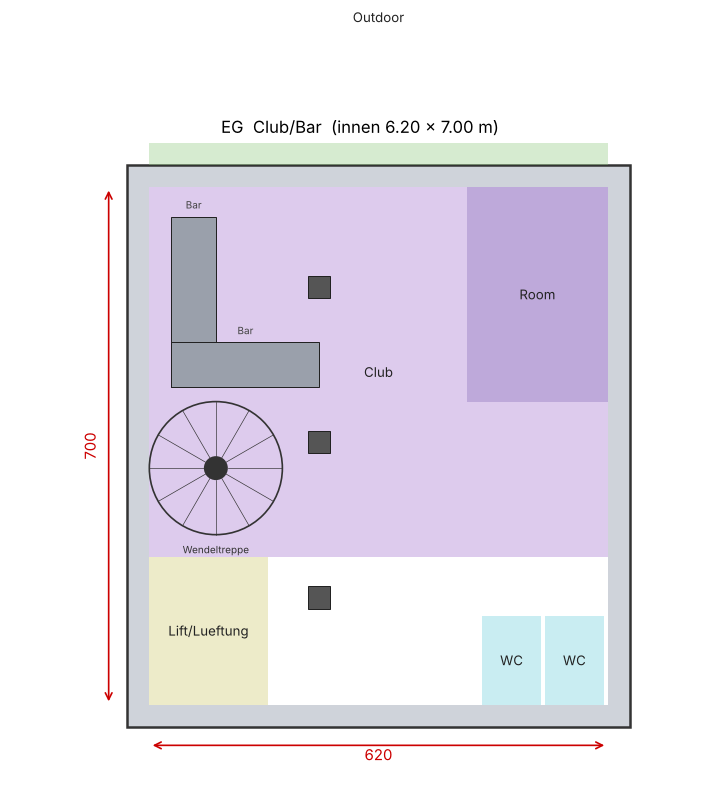 Outdoor
EG Club/Bar (innen 6.20 × 7.00 m)
Bar
Room
Bar
Club
700
Wendeltreppe
Lift/Lueftung
WC
WC
620